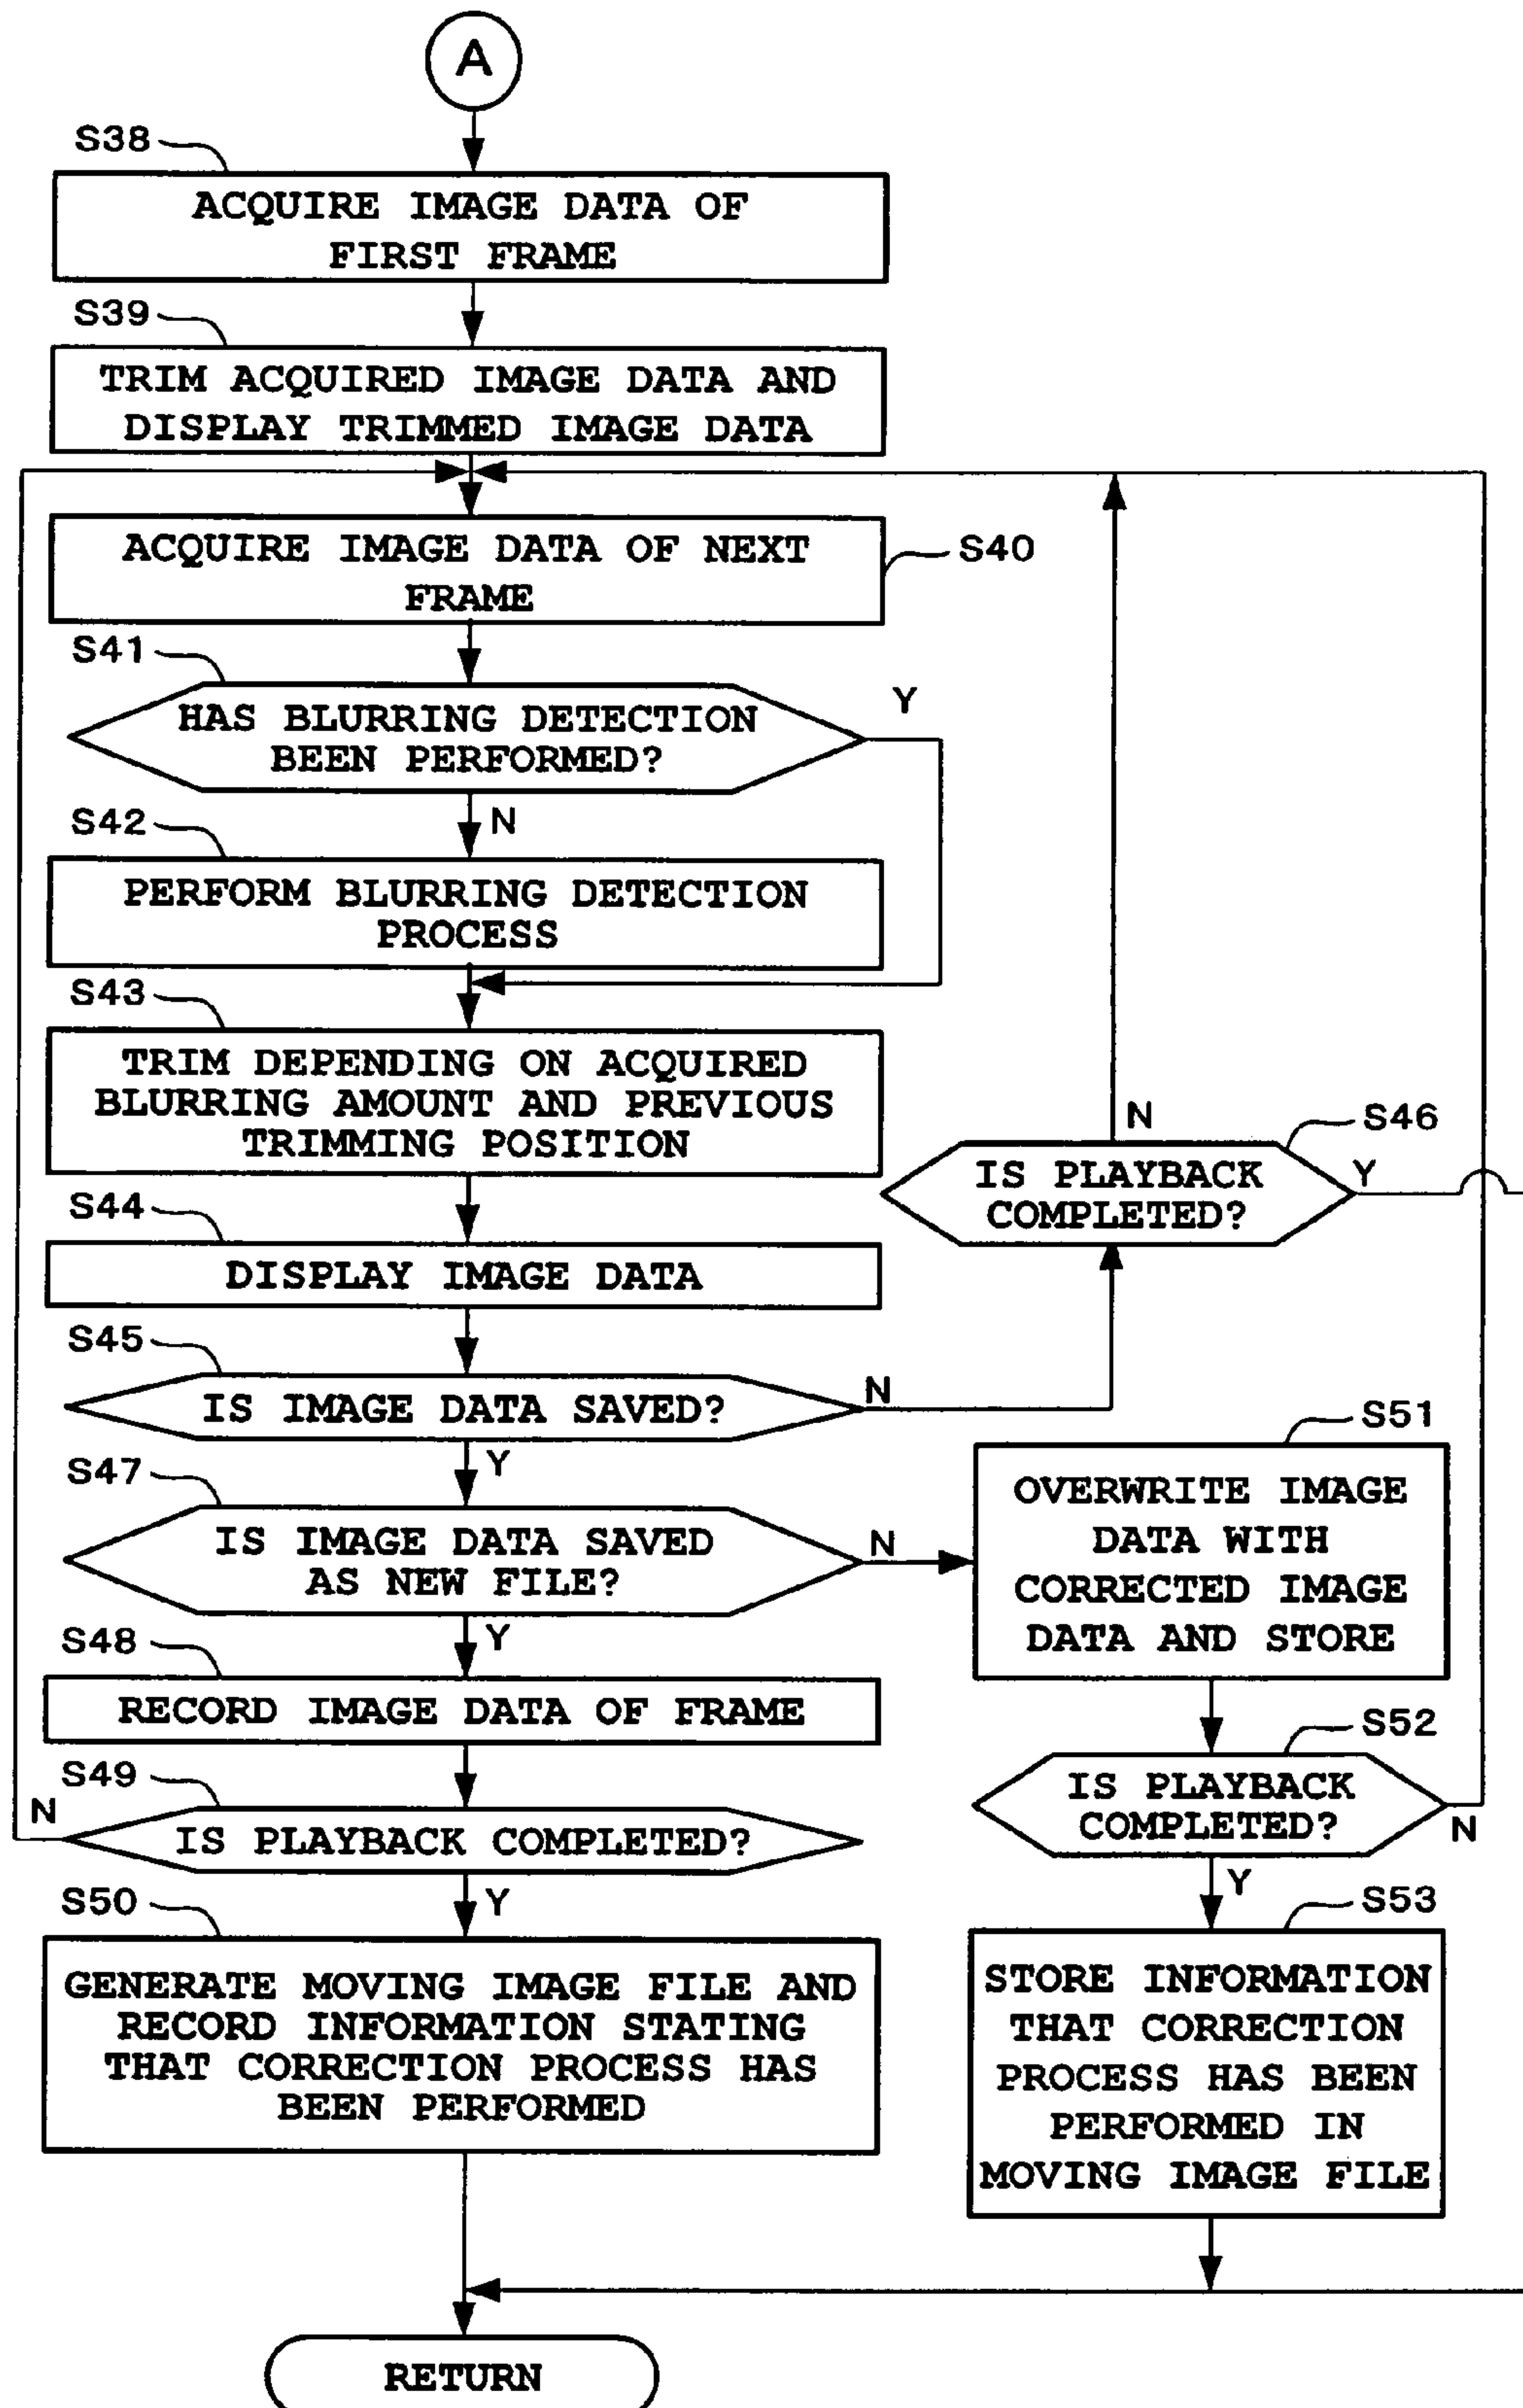 A
S38
ACQUIRE IMAGE DATA OF
FIRST FRAME
S39
TRIM ACQUIRED IMAGE DATA AND
DISPLAY TRIMMED IMAGE DATA
ACQUIRE IMAGE DATA OF NEXT
FRAME
S40
S41
HAS BLURRING DETECTION
BEEN PERFORMED?
Y
N
S42
PERFORM BLURRING DETECTION
PROCESS
S43
TRIM DEPENDING ON ACQUIRED
BLURRING AMOUNT AND PREVIOUS
TRIMMING POSITION
S44
DISPLAY IMAGE DATA
S45
IS IMAGE DATA SAVED?
N
Y
N
S46
IS PLAYBACK
COMPLETED?
Y
S47
IS IMAGE DATA SAVED
AS NEW FILE?
N
Y
S48
RECORD IMAGE DATA OF FRAME
S49
N
IS PLAYBACK COMPLETED?
Y
S50
GENERATE MOVING IMAGE FILE AND
RECORD INFORMATION STATING
THAT CORRECTION PROCESS HAS
BEEN PERFORMED
S51
OVERWRITE IMAGE
DATA WITH
CORRECTED IMAGE
DATA AND STORE
S52
IS PLAYBACK
COMPLETED?
N
Y
S53
STORE INFORMATION
THAT CORRECTION
PROCESS HAS BEEN
PERFORMED IN
MOVING IMAGE FILE
RETURN